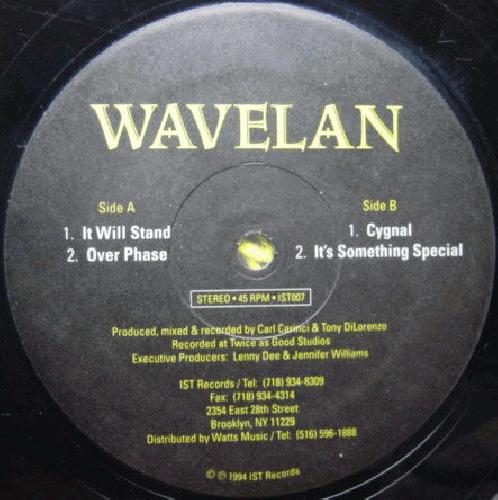 WAVELAN
Side A
1. It Will Stand
2. Over Phase
Side B
1. Cygnal
2. It's Something Special
STEREO • 45 RPM • IST007
Produced, mixed & recorded by Carl Carinci & Tony DiLorenzo
Recorded at Twice as Good Studios
Executive Producers: Lenny Dee & Jennifer Williams
IST Records / Tel: (718) 934-8309
Fax: (718) 934-4314
2354 East 28th Street
Brooklyn, NY 11229
Distributed by Watts Music / Tel: (516) 596-1888
© ℗ 1994 IST Records